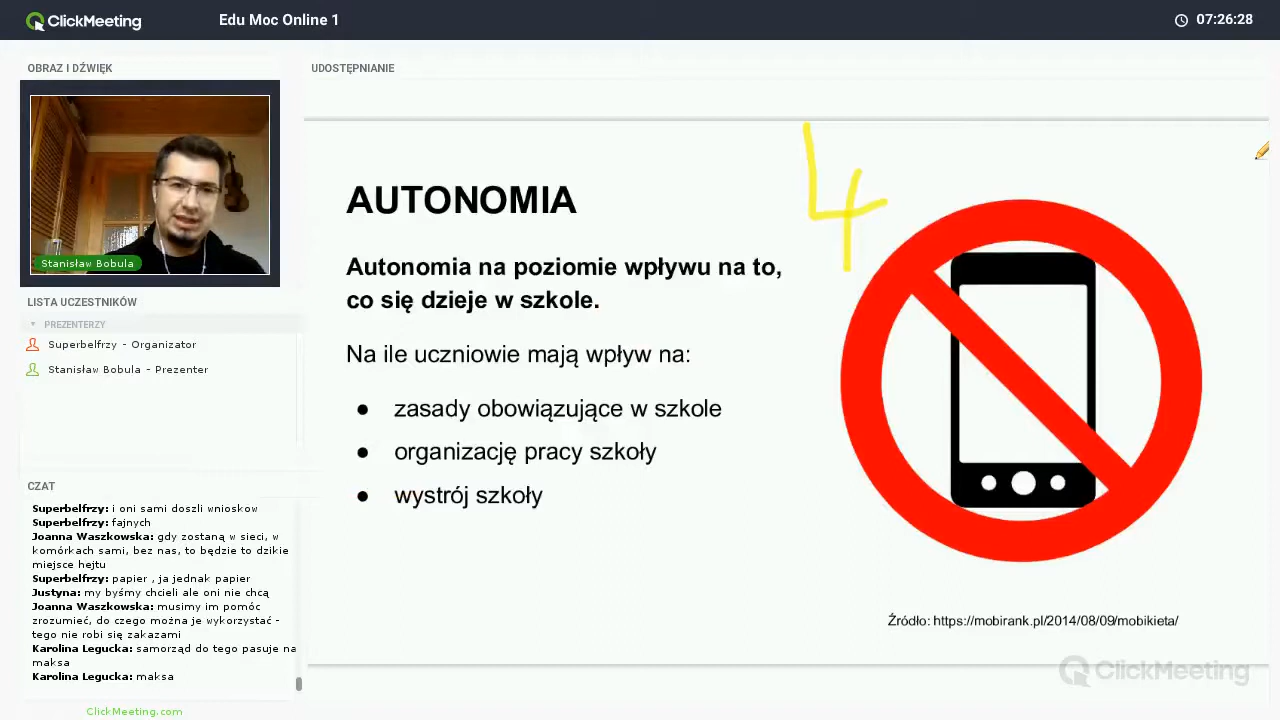 ClickMeeting
Edu Moc Online 1
07:26:28
OBRAZ I DŹWIĘK
UDOSTĘPNIANIE
Stanisław Bobula
LISTA UCZESTNIKÓW
PREZENTERZY
Superbelfrzy - Organizator
Stanisław Bobula - Prezenter
CZAT
Superbelfrzy: i oni sami doszli wnioskow
Superbelfrzy: fajnych
Joanna Waszkowska: gdy zostaną w sieci, w
komórkach sami, bez nas, to będzie to dzikie
miejsce hejtu
Superbelfrzy: papier , ja jednak papier
Justyna: my byśmy chcieli ale oni nie chcą
Joanna Waszkowska: musimy im pomóc
zrozumieć, do czego można je wykorzystać -
tego nie robi się zakazami
Karolina Legucka: samorząd do tego pasuje na
maksa
Karolina Legucka: maksa
ClickMeeting.com
4
AUTONOMIA
Autonomia na poziomie wpływu na to,
co się dzieje w szkole.
Na ile uczniowie mają wpływ na:
● zasady obowiązujące w szkole
● organizację pracy szkoły
● wystrój szkoły
Źródło: https://mobirank.pl/2014/08/09/mobikieta/
ClickMeeting